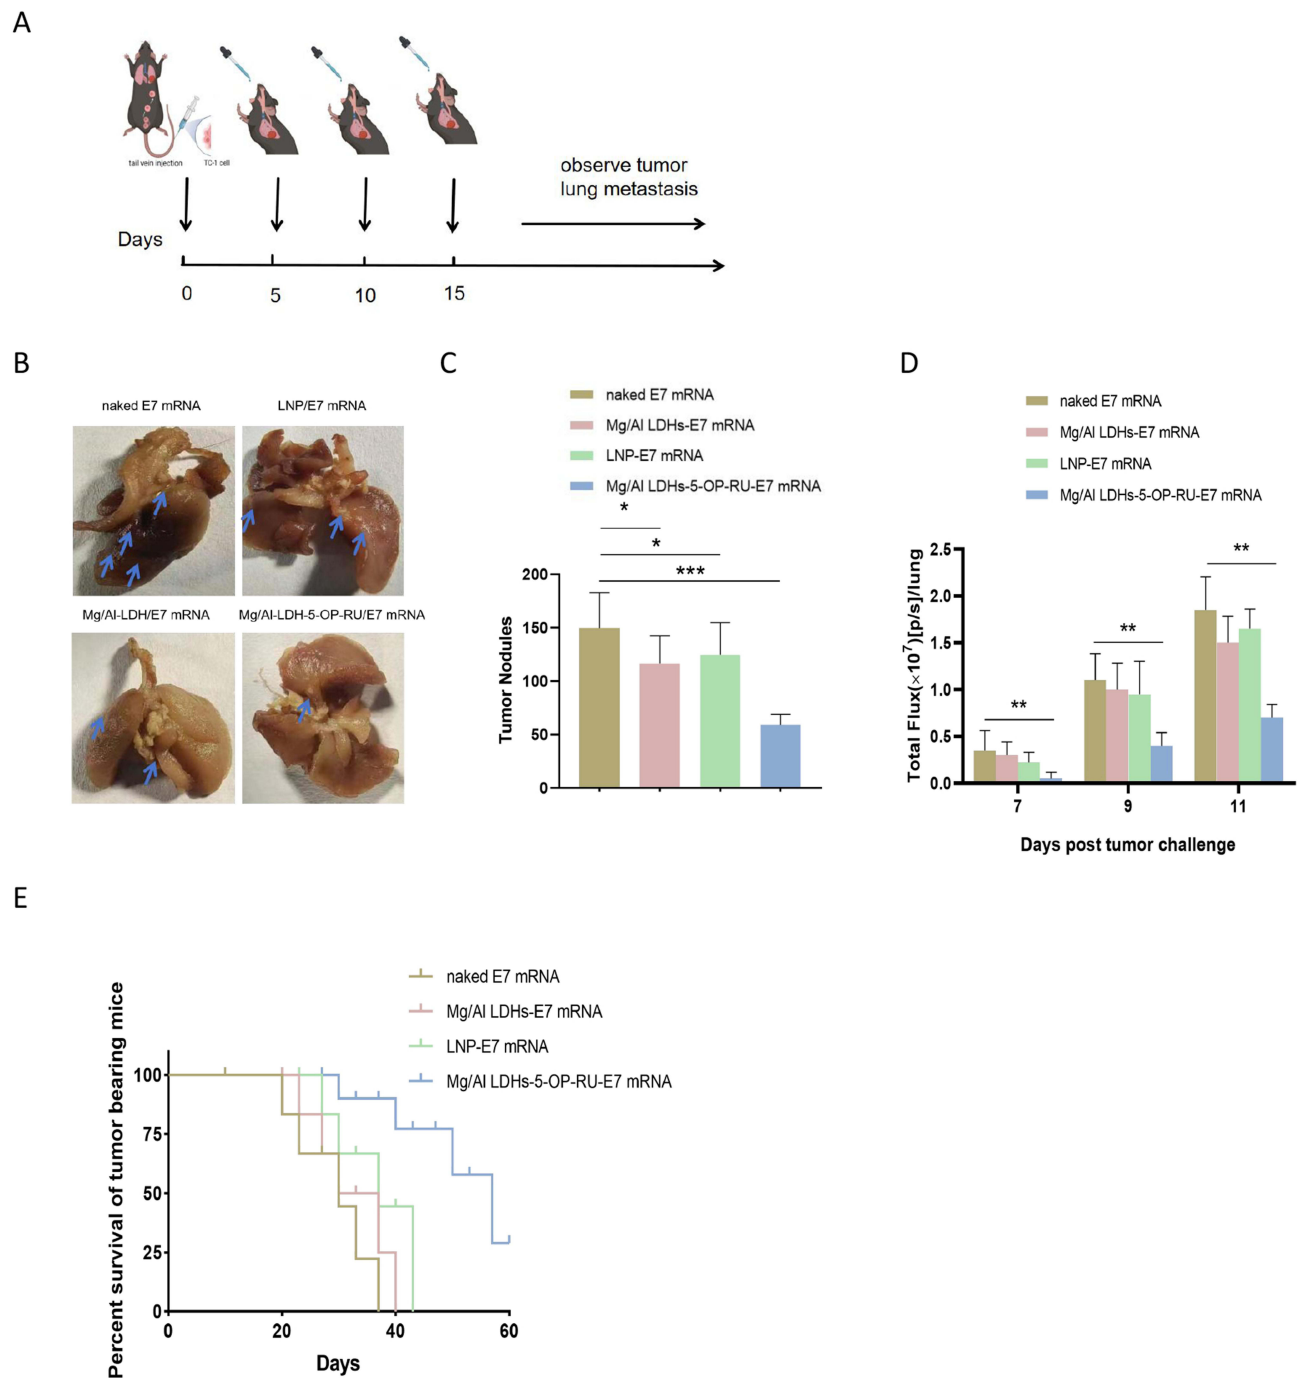 A
tail vein injection
TC-1 cell
observe tumor
lung metastasis
Days
0
5
10
15
B
naked E7 mRNA
LNP/E7 mRNA
Mg/Al-LDH/E7 mRNA
Mg/Al-LDH-5-OP-RU/E7 mRNA
C
naked E7 mRNA
Mg/Al LDHs-E7 mRNA
LNP-E7 mRNA
Mg/Al LDHs-5-OP-RU-E7 mRNA
*
*
***
Tumor Nodules
200
150
100
50
0
D
naked E7 mRNA
Mg/Al LDHs-E7 mRNA
LNP-E7 mRNA
Mg/Al LDHs-5-OP-RU-E7 mRNA
Total Flux(×10⁷)[p/s]/lung
2.5
2.0
1.5
1.0
0.5
0.0
**
**
**
7
9
11
Days post tumor challenge
E
naked E7 mRNA
Mg/Al LDHs-E7 mRNA
LNP-E7 mRNA
Mg/Al LDHs-5-OP-RU-E7 mRNA
Percent survival of tumor bearing mice
100
75
50
25
0
0
20
40
60
Days